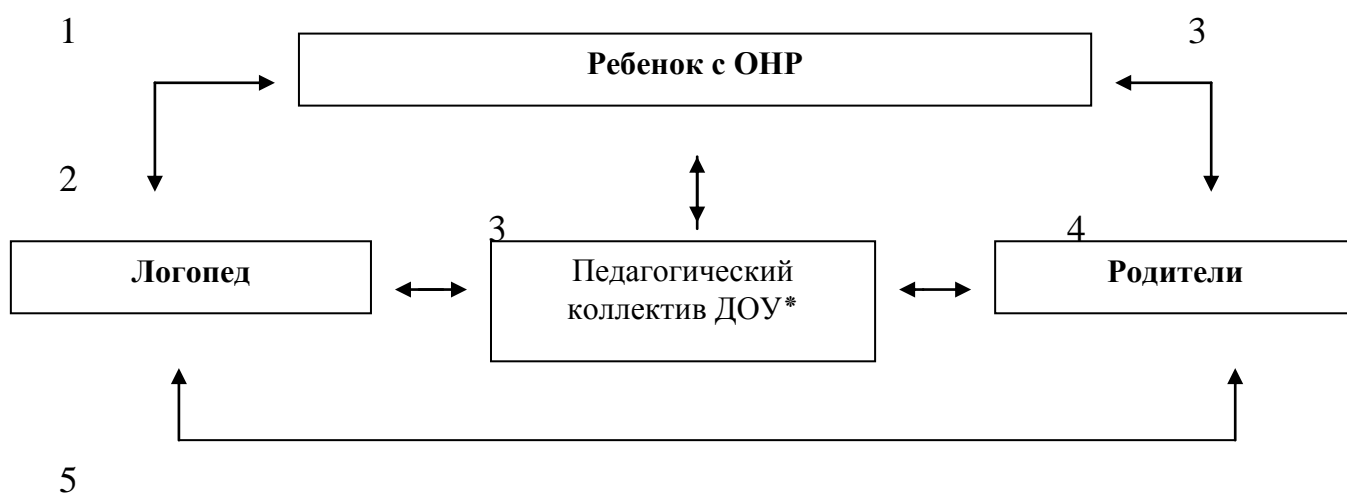 1
3
Ребенок с ОНР
2
3
4
Логопед
Педагогический
коллектив ДОУ*
Родители
5